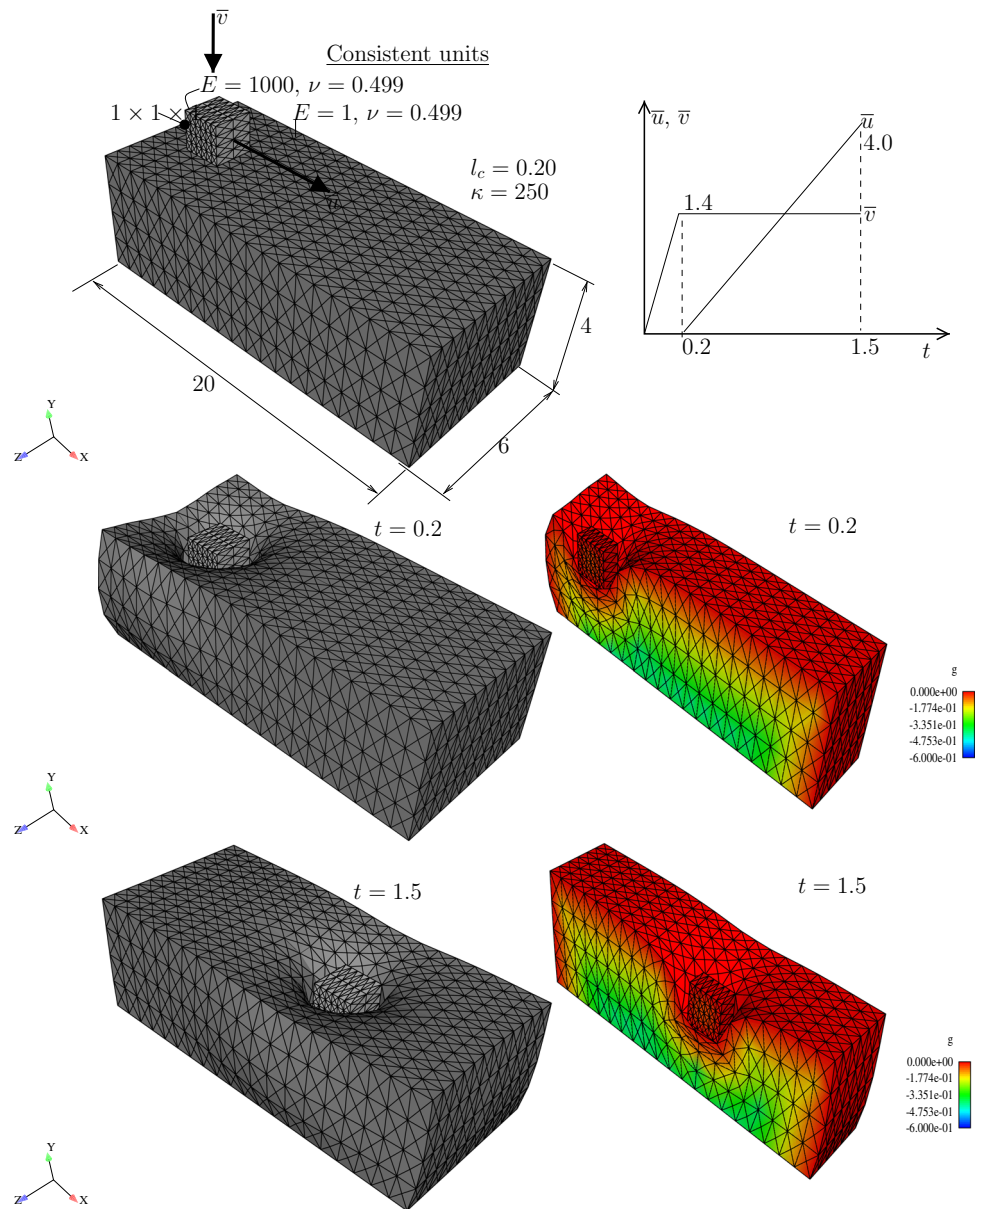 v̅
Consistent units
E = 1000, ν = 0.499
1 × 1 ×
E = 1, ν = 0.499
l_c = 0.20
κ = 250
20
4
6
u̅, v̅
u̅
4.0
1.4
v̅
0.2
1.5
t
Y
Z
X
t = 0.2
t = 0.2
g
0.000e+00
-1.774e-01
-3.351e-01
-4.753e-01
-6.000e-01
Y
Z
X
t = 1.5
t = 1.5
g
0.000e+00
-1.774e-01
-3.351e-01
-4.753e-01
-6.000e-01
Y
Z
X